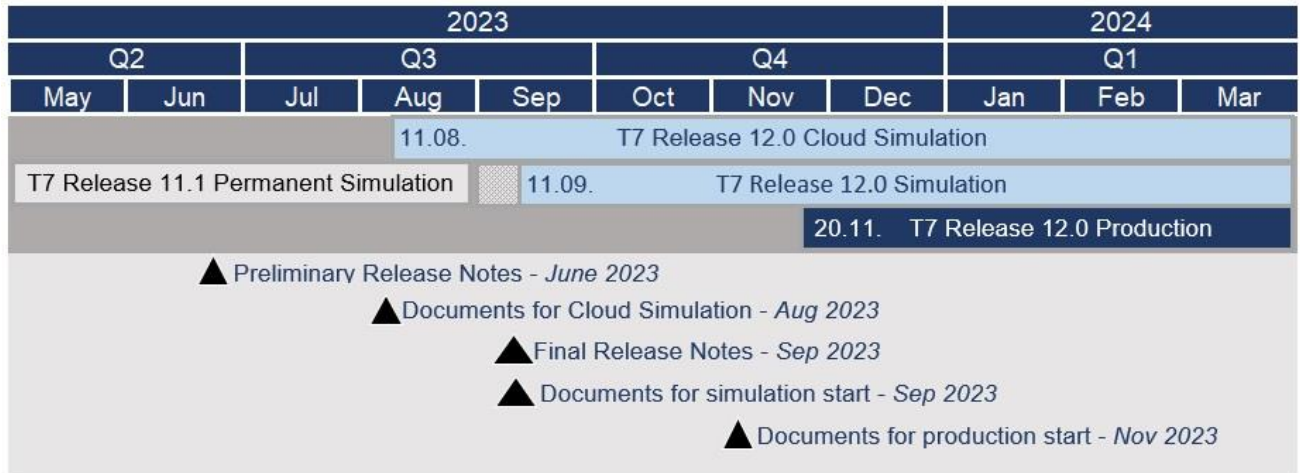 2023 2024
Q2 Q3 Q4 Q1
May Jun Jul Aug Sep Oct Nov Dec Jan Feb Mar
11.08. T7 Release 12.0 Cloud Simulation
T7 Release 11.1 Permanent Simulation 11.09. T7 Release 12.0 Simulation
20.11. T7 Release 12.0 Production
Preliminary Release Notes - June 2023
Documents for Cloud Simulation - Aug 2023
Final Release Notes - Sep 2023
Documents for simulation start - Sep 2023
Documents for production start - Nov 2023